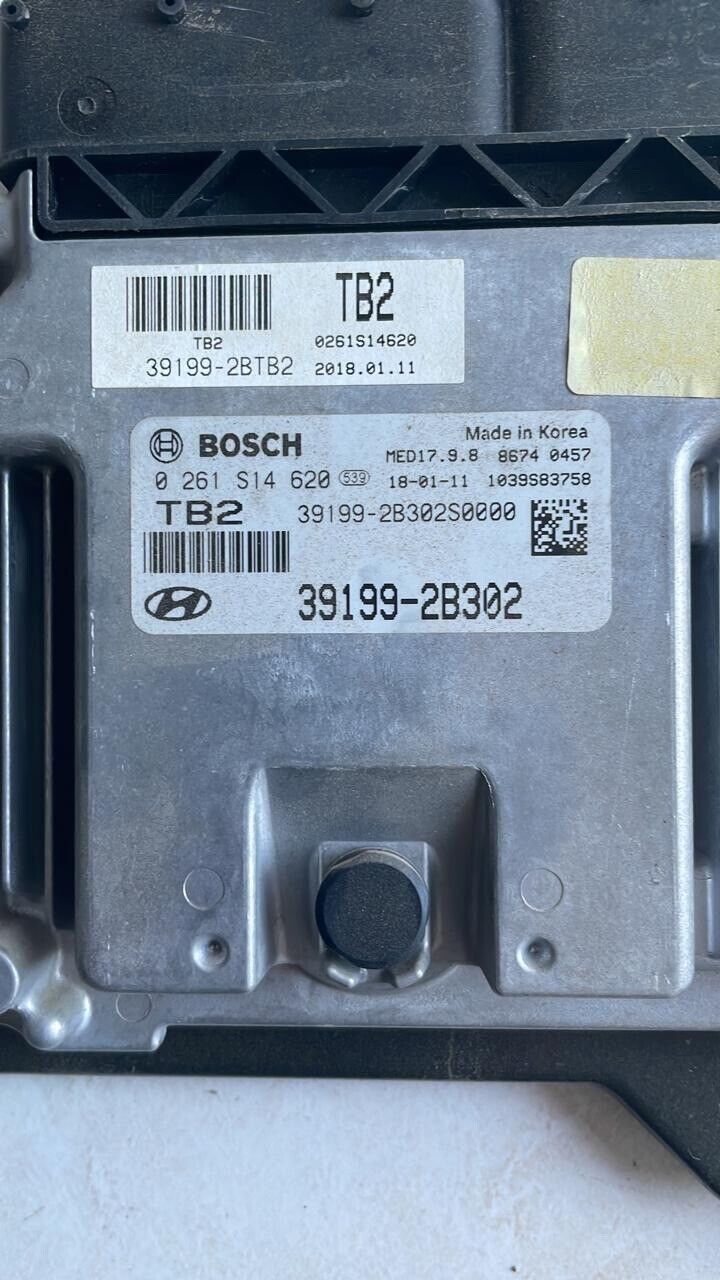 TB2
TB2
0261S14620
39199-2BTB2
2018.01.11
BOSCH
Made in Korea
MED17.9.8 8674 0457
0 261 S14 620 539 18-01-11 1039S83758
TB2 39199-2B302S0000
39199-2B302